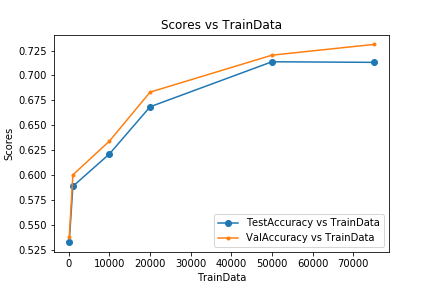 Scores vs TrainData
0.725
0.700
0.675
0.650
0.625
0.600
0.575
0.550
0.525
Scores
TestAccuracy vs TrainData
ValAccuracy vs TrainData
0 10000 20000 30000 40000 50000 60000 70000
TrainData